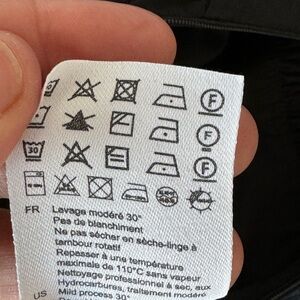 F
F
30
F
FR
Lavage modéré 30°
Pas de blanchiment
Ne pas sécher en sèche-linge à
tambour rotatif
Repasser à une température
maximale de 110°C sans vapeur
Nettoyage professionnel à sec, aux
Hydrocarbures, traitement modéré
US
Mild process 30°